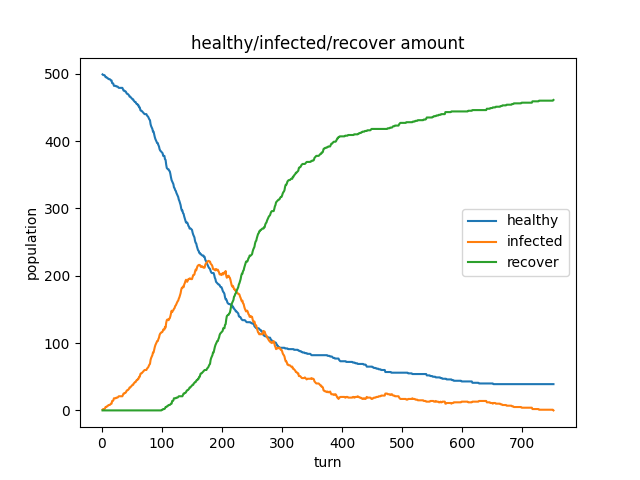 healthy/infected/recover amount
population
500
400
300
200
100
0
healthy
infected
recover
0 100 200 300 400 500 600 700
turn